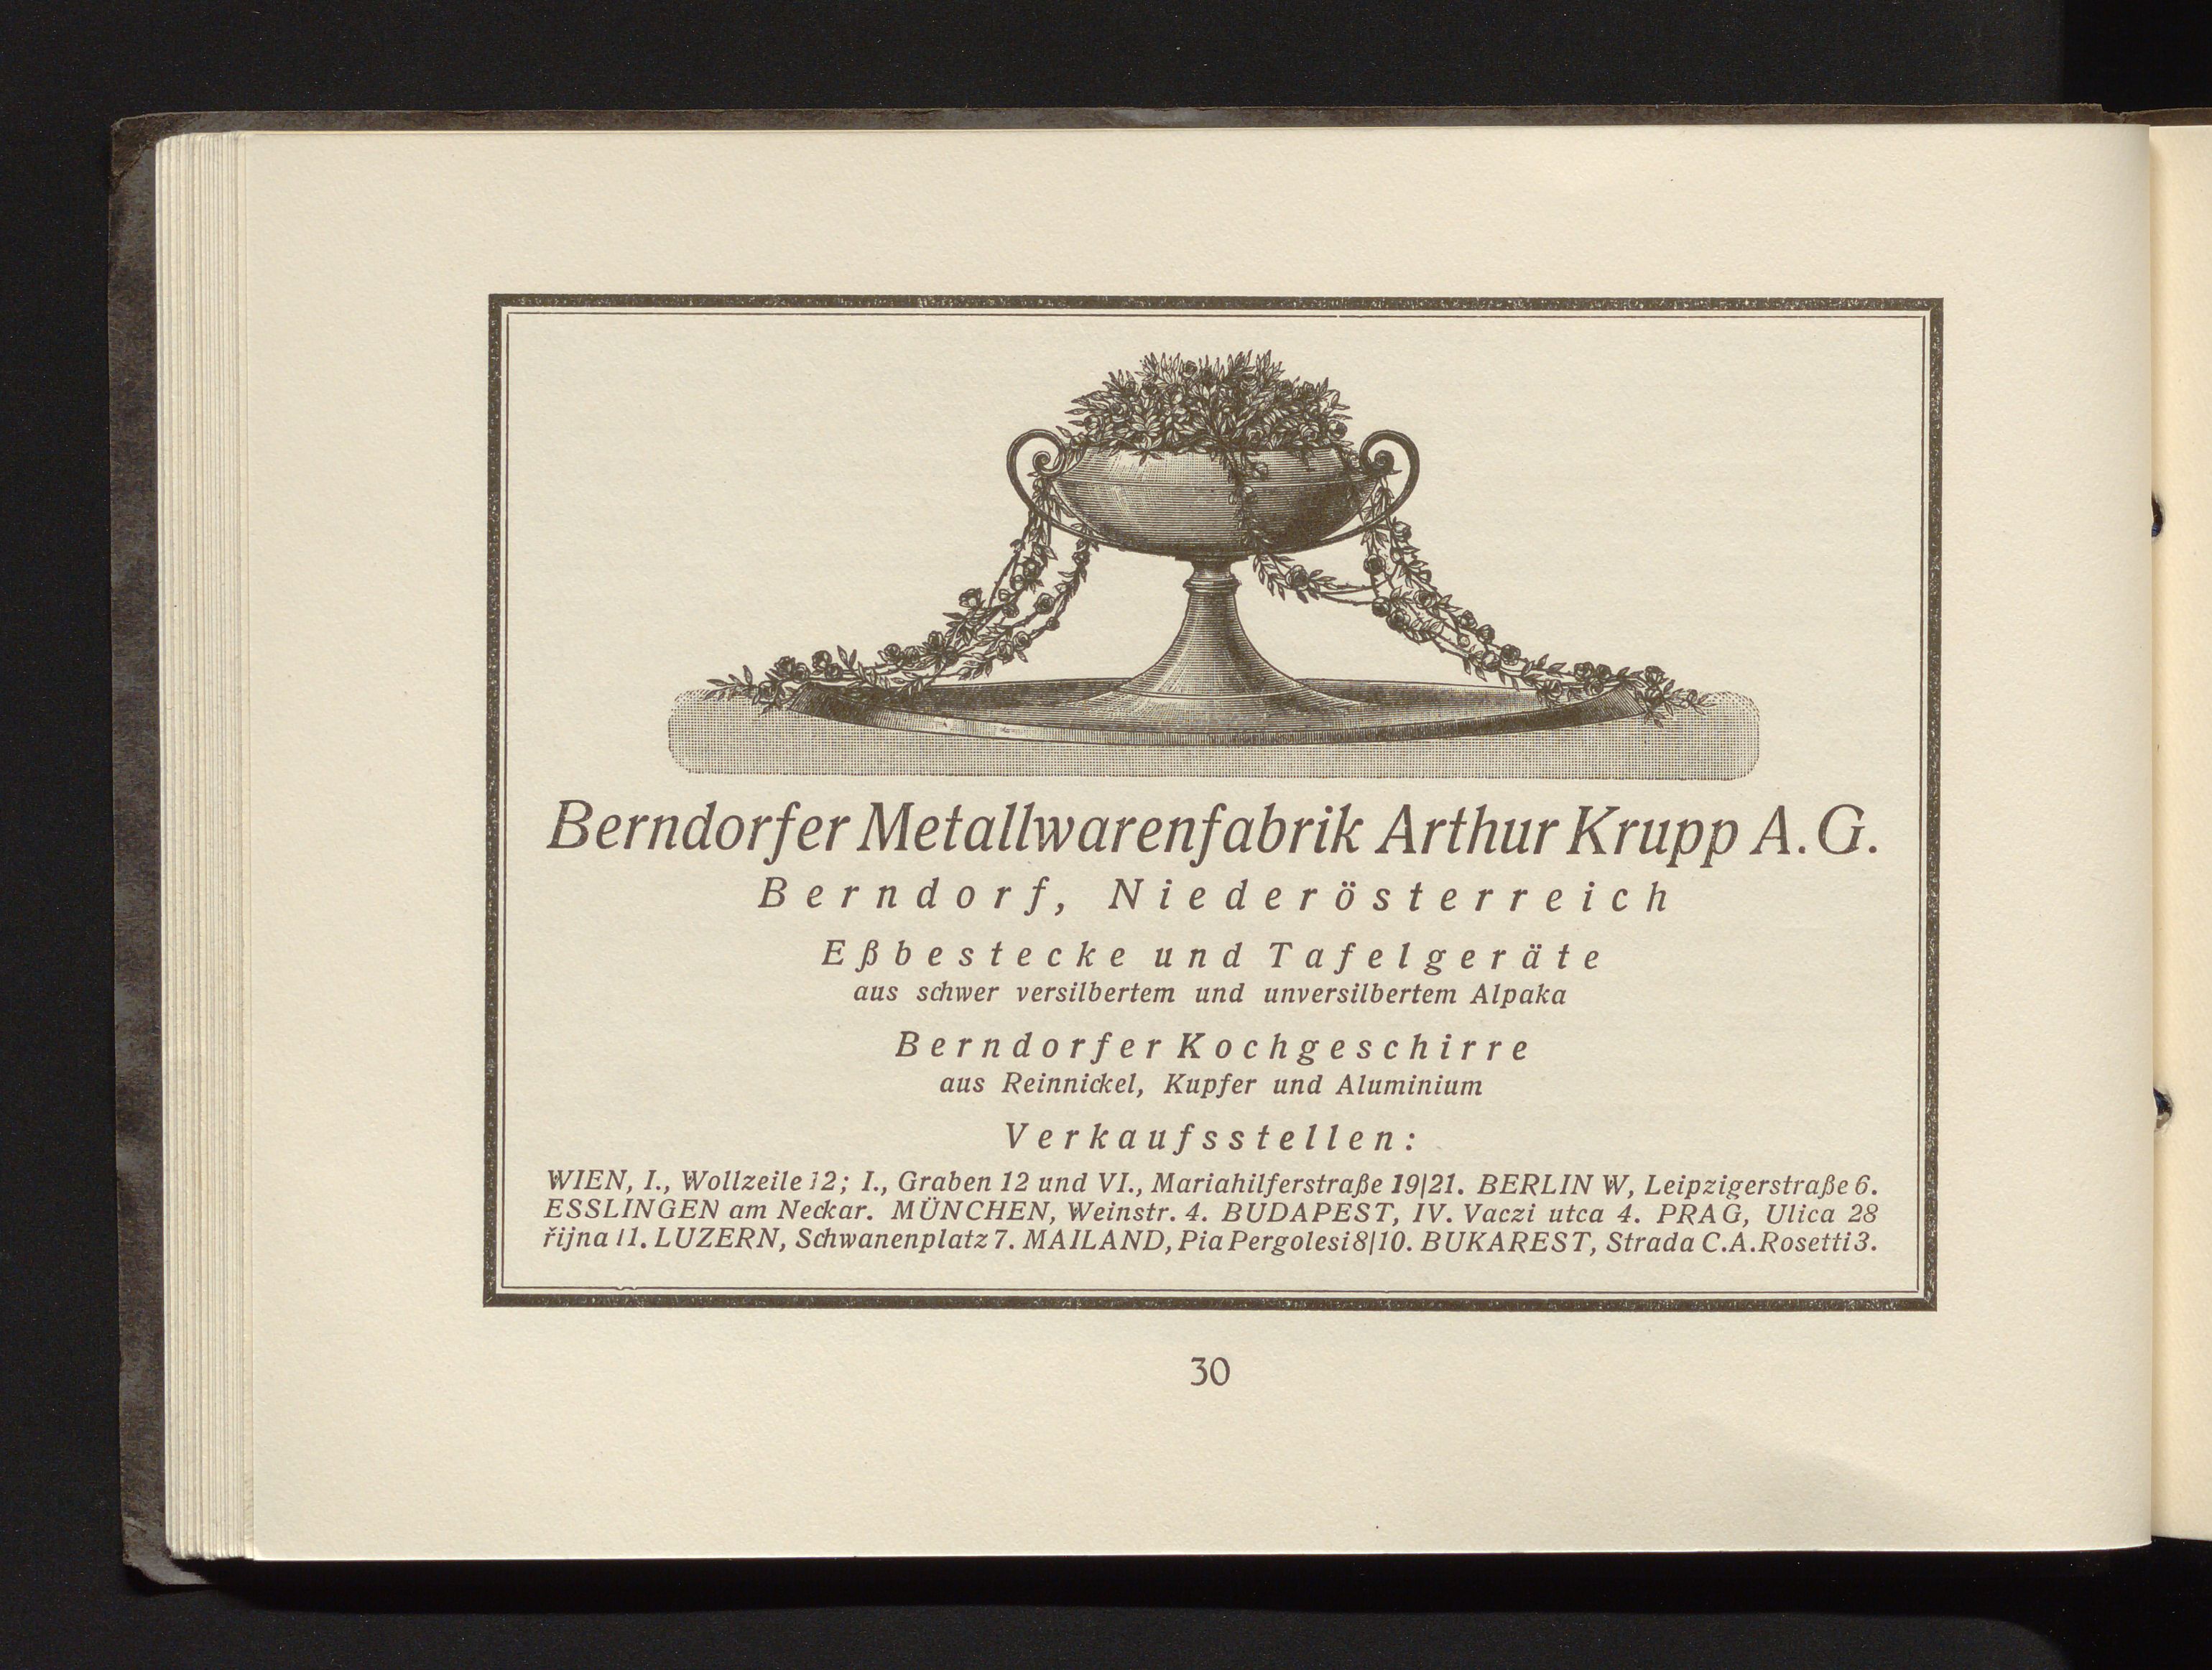 Berndorfer Metallwarenfabrik Arthur Krupp A.G.
Berndorf, Niederösterreich
Eßbestecke und Tafelgeräte
aus schwer versilbertem und unversilbertem Alpaka
Berndorfer Kochgeschirre
aus Reinnickel, Kupfer und Aluminium
Verkaufsstellen:
WIEN, I., Wollzeile 12; I., Graben 12 und VI., Mariahilferstraße 19|21. BERLIN W, Leipzigerstraße 6.
ESSLINGEN am Neckar. MÜNCHEN, Weinstr. 4. BUDAPEST, IV. Vaczi utca 4. PRAG, Ulica 28
řijna 11. LUZERN, Schwanenplatz 7. MAILAND, Pia Pergolesi 8|10. BUKAREST, Strada C.A.Rosetti 3.
30